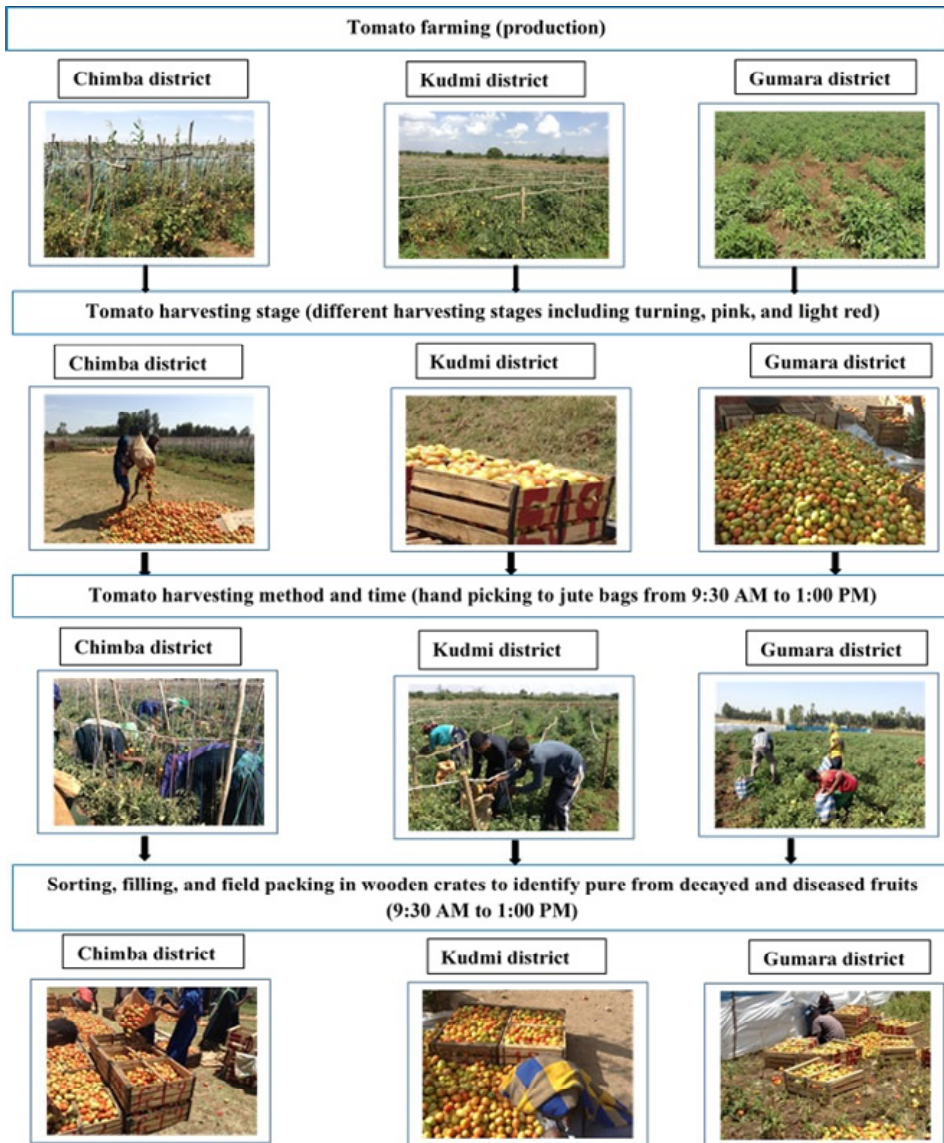 Tomato farming (production)
Chimba district
Kudmi district
Gumara district
Tomato harvesting stage (different harvesting stages including turning, pink, and light red)
Chimba district
Kudmi district
Gumara district
Tomato harvesting method and time (hand picking to jute bags from 9:30 AM to 1:00 PM)
Chimba district
Kudmi district
Gumara district
Sorting, filling, and field packing in wooden crates to identify pure from decayed and diseased fruits
(9:30 AM to 1:00 PM)
Chimba district
Kudmi district
Gumara district